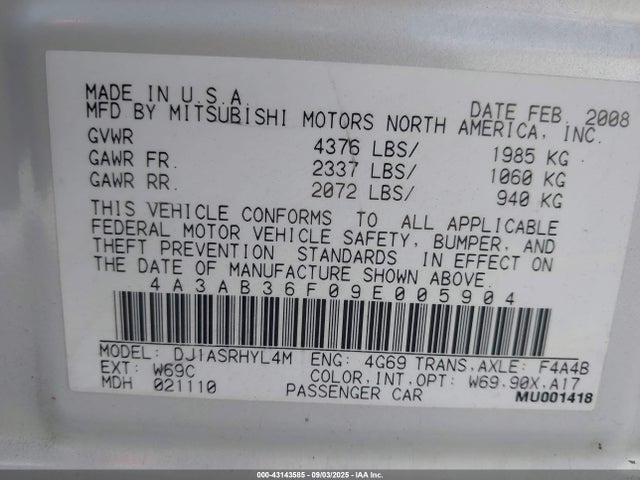 MADE IN U.S.A. DATE FEB. 2008
MFD BY MITSUBISHI MOTORS NORTH AMERICA, INC.
GVWR 4376 LBS/ 1985 KG
GAWR FR. 2337 LBS/ 1060 KG
GAWR RR. 2072 LBS/ 940 KG
THIS VEHICLE CONFORMS TO ALL APPLICABLE
FEDERAL MOTOR VEHICLE SAFETY, BUMPER, AND
THEFT PREVENTION STANDARDS IN EFFECT ON
THE DATE OF MANUFACTURE SHOWN ABOVE.
4A3AB36F09E005904
MODEL: DJ1ASRHYL4M ENG: 4G69 TRANS,AXLE: F4A4B
EXT: W69C COLOR,INT,OPT: W69,90X,A17
MDH 021110 PASSENGER CAR MU001418
000-43143585 - 09/03/2025 - IAA Inc.